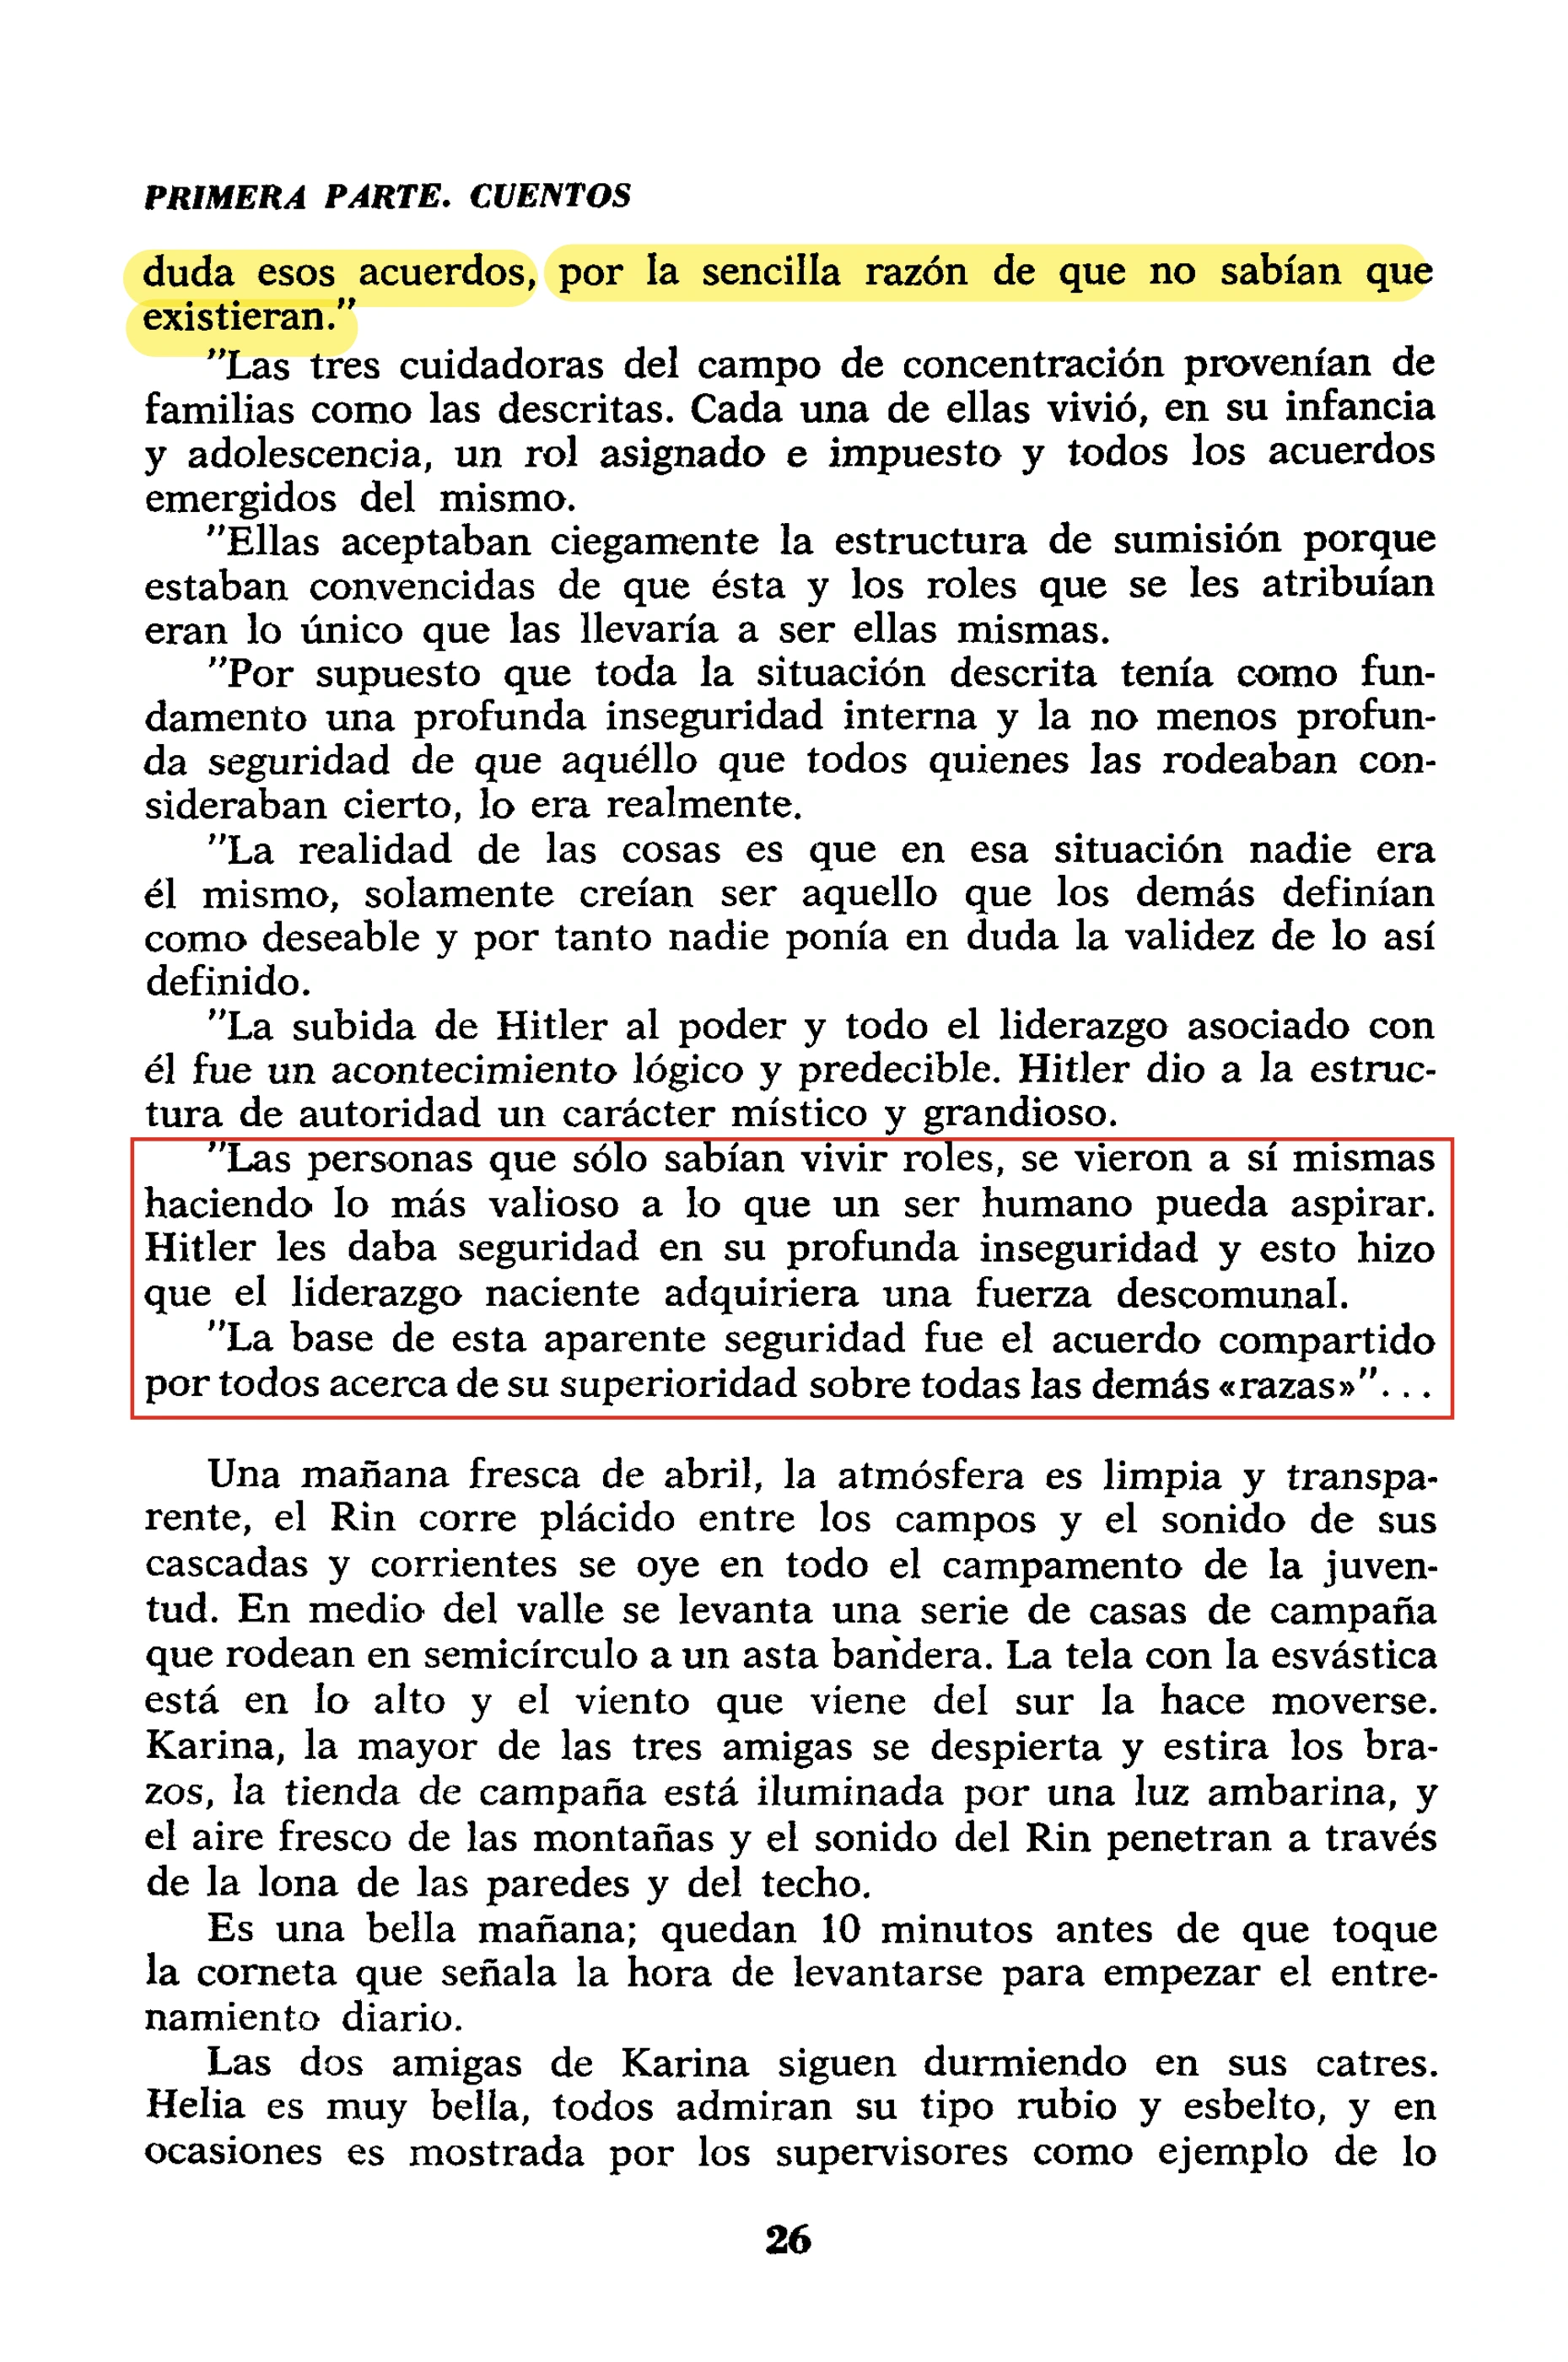 PRIMERA PARTE. CUENTOS
duda esos acuerdos, por la sencilla razón de que no sabían que
existieran."
"Las tres cuidadoras del campo de concentración provenían de
familias como las descritas. Cada una de ellas vivió, en su infancia
y adolescencia, un rol asignado e impuesto y todos los acuerdos
emergidos del mismo.
"Ellas aceptaban ciegamente la estructura de sumisión porque
estaban convencidas de que ésta y los roles que se les atribuían
eran lo único que las llevaría a ser ellas mismas.
"Por supuesto que toda la situación descrita tenía como fun-
damento una profunda inseguridad interna y la no menos profun-
da seguridad de que aquéllo que todos quienes las rodeaban con-
sideraban cierto, lo era realmente.
"La realidad de las cosas es que en esa situación nadie era
él mismo, solamente creían ser aquello que los demás definían
como deseable y por tanto nadie ponía en duda la validez de lo así
definido.
"La subida de Hitler al poder y todo el liderazgo asociado con
él fue un acontecimiento lógico y predecible. Hitler dio a la estruc-
tura de autoridad un carácter místico y grandioso.
"Las personas que sólo sabían vivir roles, se vieron a sí mismas
haciendo lo más valioso a lo que un ser humano pueda aspirar.
Hitler les daba seguridad en su profunda inseguridad y esto hizo
que el liderazgo naciente adquiriera una fuerza descomunal.
"La base de esta aparente seguridad fue el acuerdo compartido
por todos acerca de su superioridad sobre todas las demás «razas»"...
Una mañana fresca de abril, la atmósfera es limpia y transpa-
rente, el Rin corre plácido entre los campos y el sonido de sus
cascadas y corrientes se oye en todo el campamento de la juven-
tud. En medio del valle se levanta una serie de casas de campaña
que rodean en semicírculo a un asta bandera. La tela con la esvástica
está en lo alto y el viento que viene del sur la hace moverse.
Karina, la mayor de las tres amigas se despierta y estira los bra-
zos, la tienda de campaña está iluminada por una luz ambarina, y
el aire fresco de las montañas y el sonido del Rin penetran a través
de la lona de las paredes y del techo.
Es una bella mañana; quedan 10 minutos antes de que toque
la corneta que señala la hora de levantarse para empezar el entre-
namiento diario.
Las dos amigas de Karina siguen durmiendo en sus catres.
Helia es muy bella, todos admiran su tipo rubio y esbelto, y en
ocasiones es mostrada por los supervisores como ejemplo de lo
26